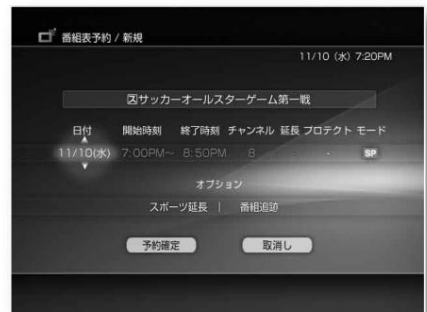 番組表予約 / 新規
11/10 (水) 7:20PM
🅂サッカーオールスターゲーム第一戦
日付 開始時刻 終了時刻 チャンネル 延長 プロテクト モード
11/10(水) 7:00PM~ 8:50PM 8 - SP
オプション
スポーツ延長 | 番組追跡
予約確定 取消し